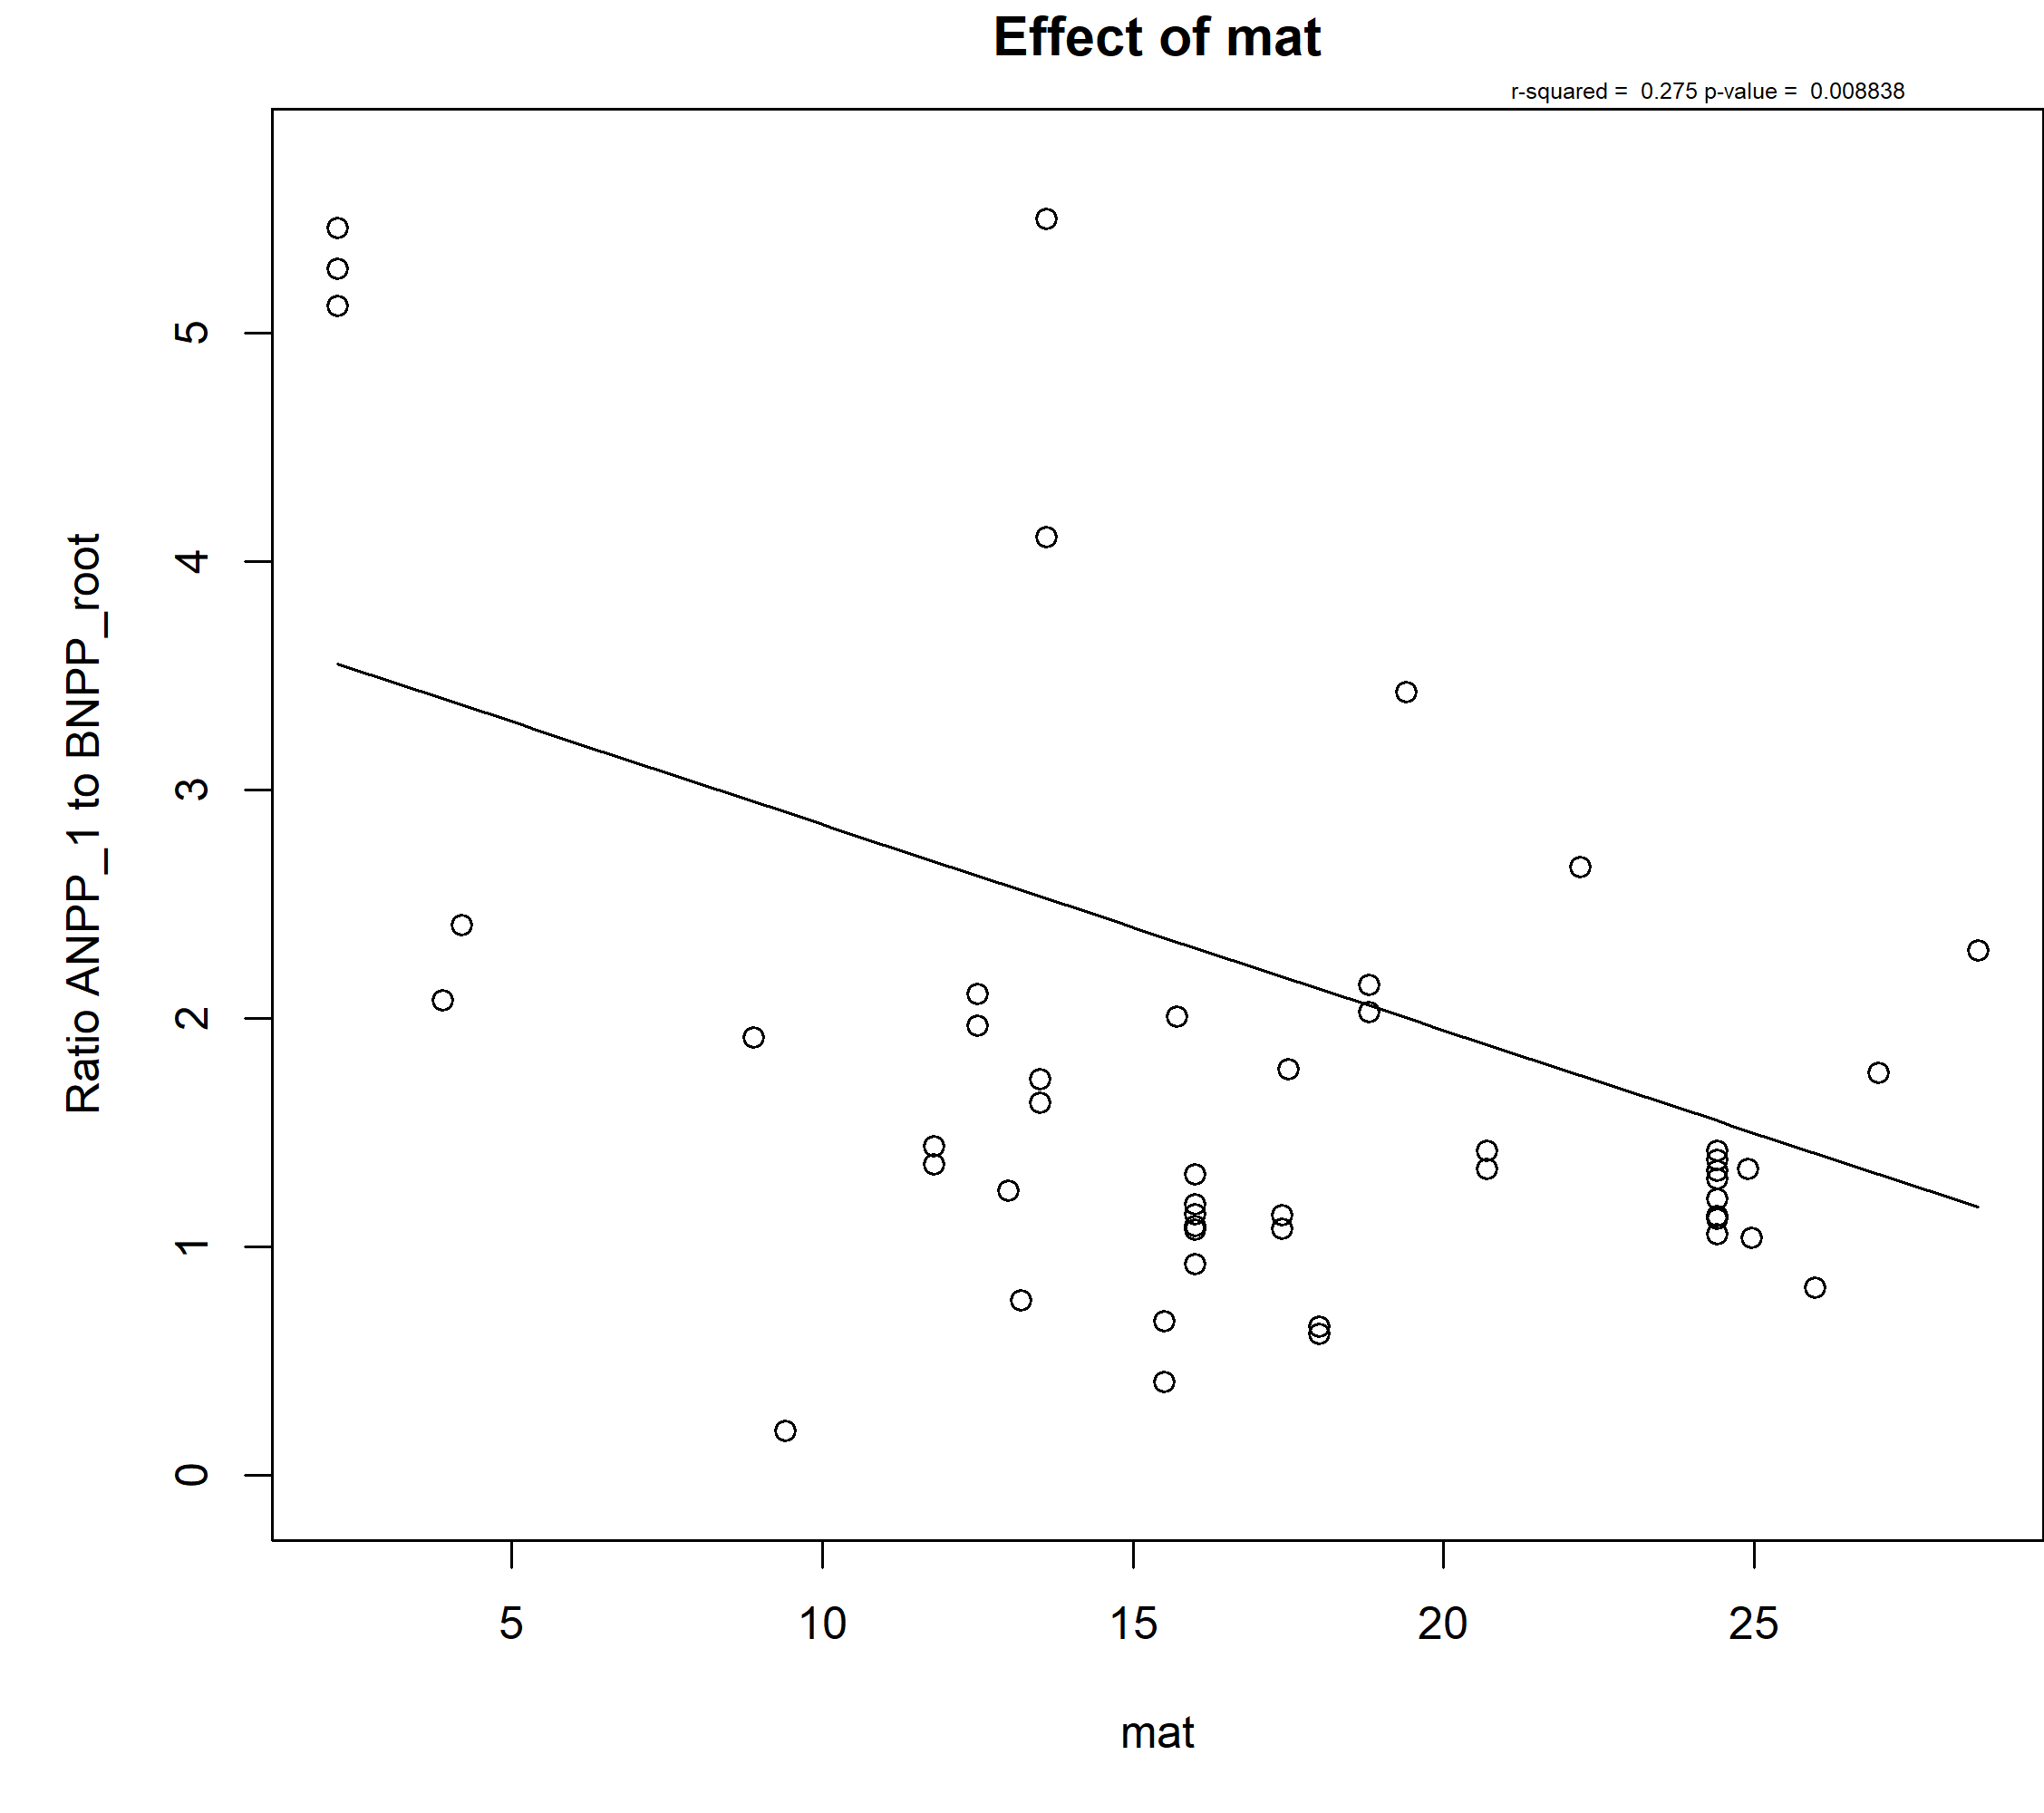 Effect of mat
r-squared =  0.275 p-value =  0.008838
Ratio ANPP_1 to BNPP_root
5
4
3
2
1
0
5 10 15 20 25
mat